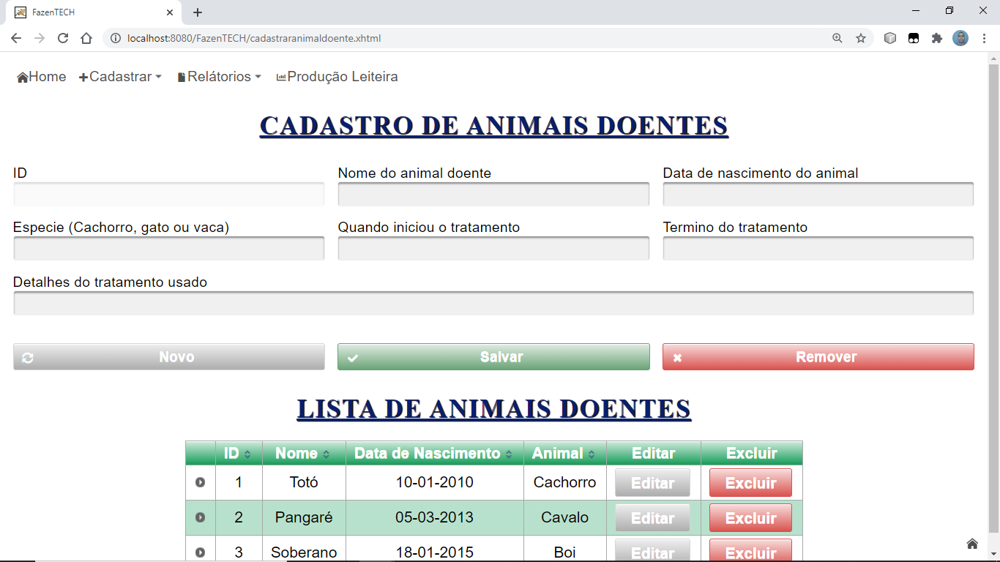 FazenTECH
localhost:8080/FazenTECH/cadastraranimaldoente.xhtml
Home Cadastrar Relátorios Produção Leiteira
CADASTRO DE ANIMAIS DOENTES
ID Nome do animal doente Data de nascimento do animal
Especie (Cachorro, gato ou vaca) Quando iniciou o tratamento Termino do tratamento
Detalhes do tratamento usado
Novo Salvar Remover
LISTA DE ANIMAIS DOENTES
ID Nome Data de Nascimento Animal Editar Excluir
1 Totó 10-01-2010 Cachorro Editar Excluir
2 Pangaré 05-03-2013 Cavalo Editar Excluir
3 Soberano 18-01-2015 Boi Editar Excluir